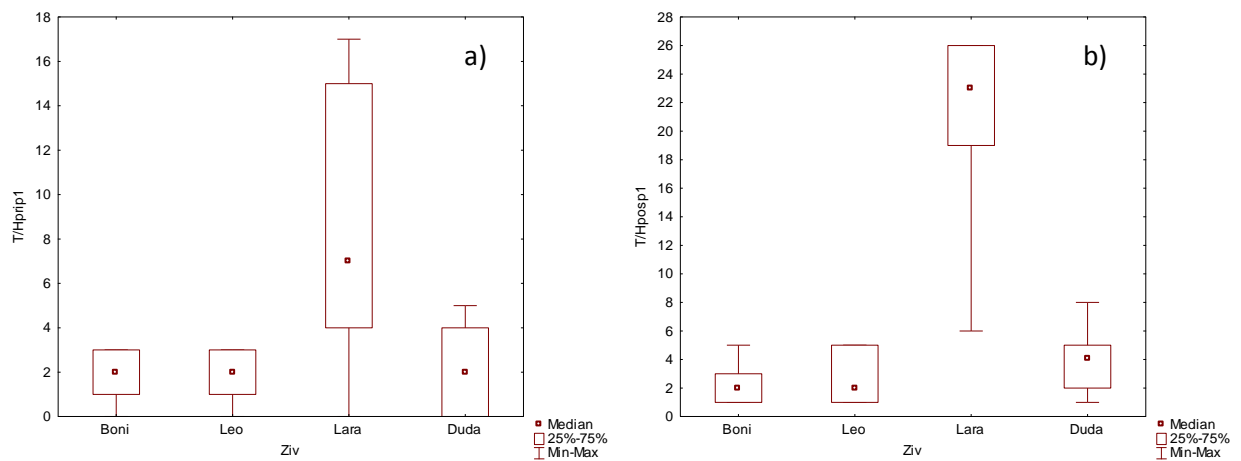 a)
T/Hprip1
18
16
14
12
10
8
6
4
2
0
Boni Leo Lara Duda
Ziv
Median
25%-75%
Min-Max
b)
T/Hposp1
28
26
24
22
20
18
16
14
12
10
8
6
4
2
0
Boni Leo Lara Duda
Ziv
Median
25%-75%
Min-Max